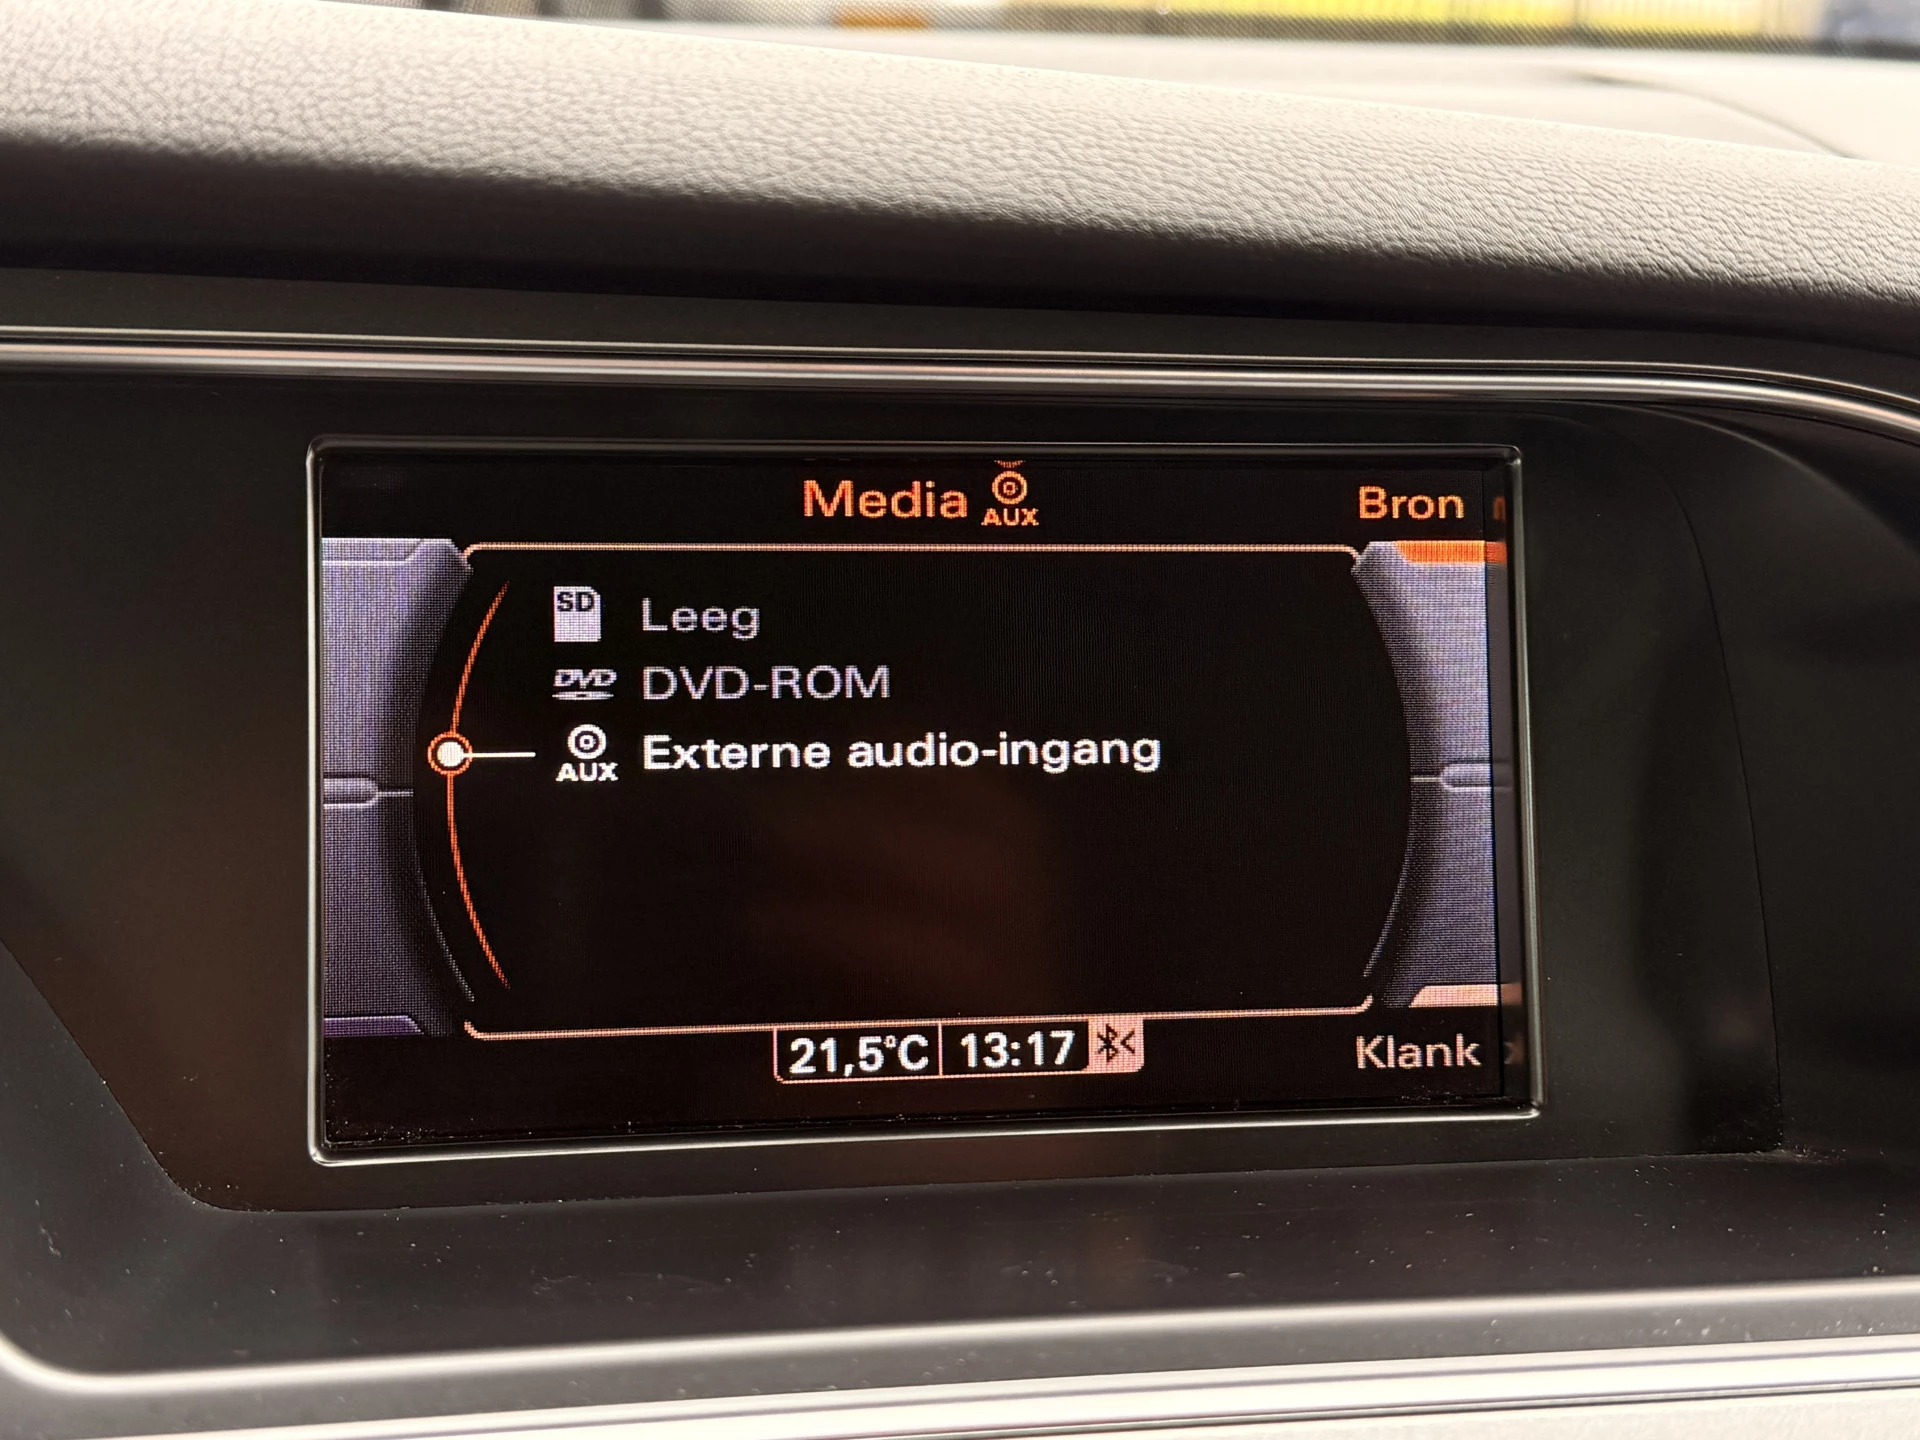 Media AUX Bron
SD Leeg
DVD DVD-ROM
AUX Externe audio-ingang
21,5°C 13:17 Klank